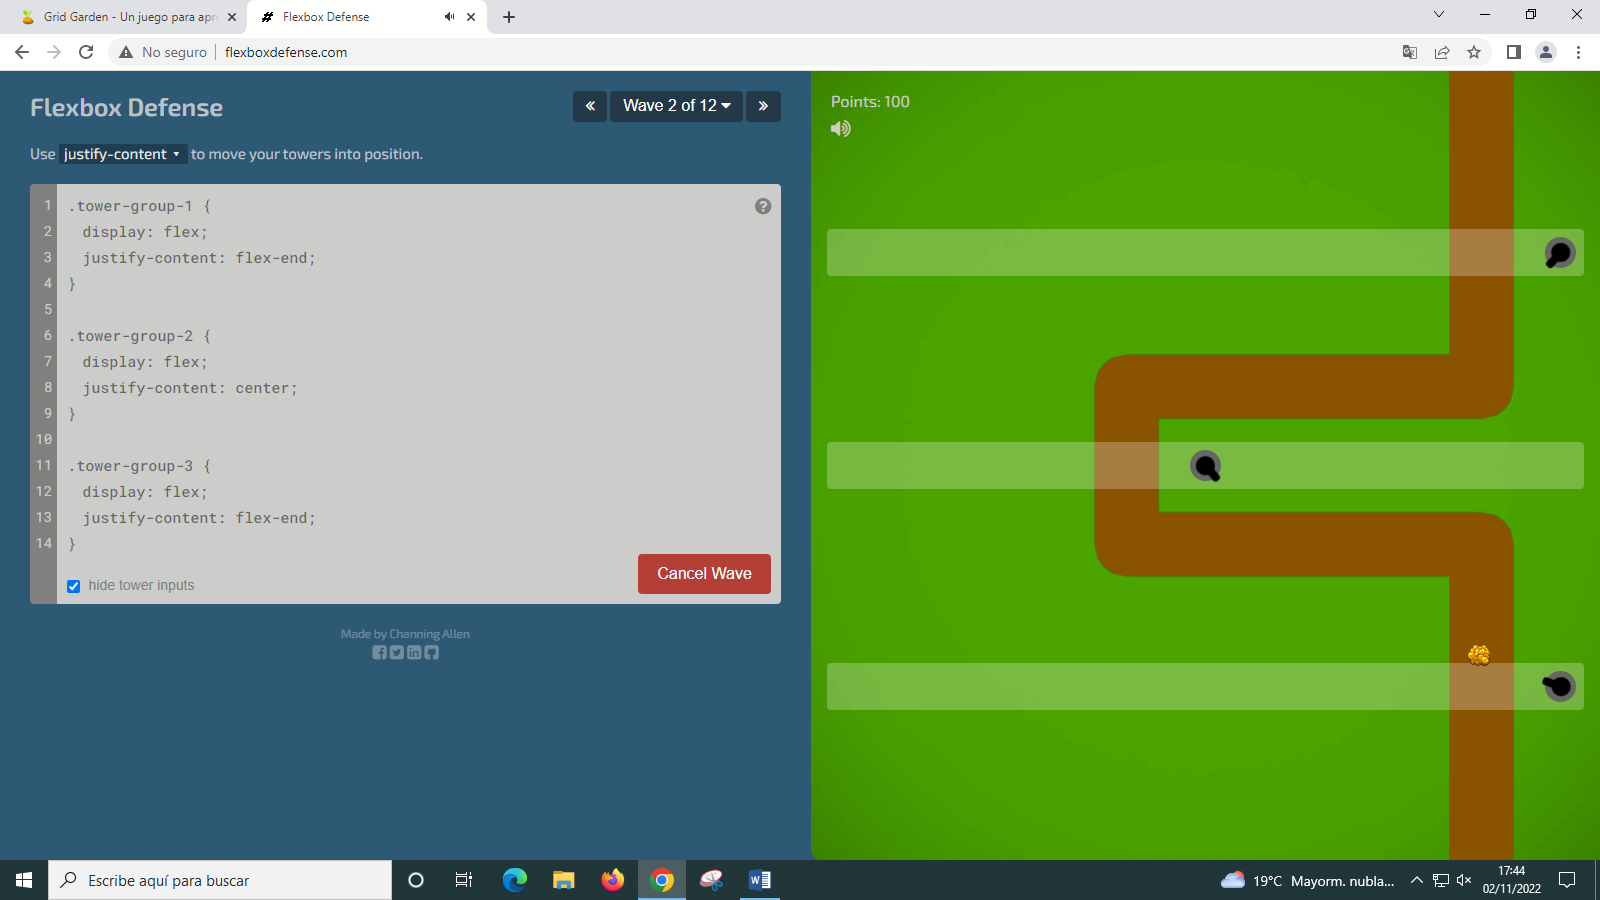 Grid Garden - Un juego para apre
Flexbox Defense
No seguro
flexboxdefense.com
Flexbox Defense
« Wave 2 of 12 »
Use justify-content to move your towers into position.
1 .tower-group-1 {
2 display: flex;
3 justify-content: flex-end;
4 }
5
6 .tower-group-2 {
7 display: flex;
8 justify-content: center;
9 }
10
11 .tower-group-3 {
12 display: flex;
13 justify-content: flex-end;
14 }
hide tower inputs
Cancel Wave
Made by Channing Allen
Points: 100
Escribe aquí para buscar
19°C Mayorm. nubla...
17:44
02/11/2022